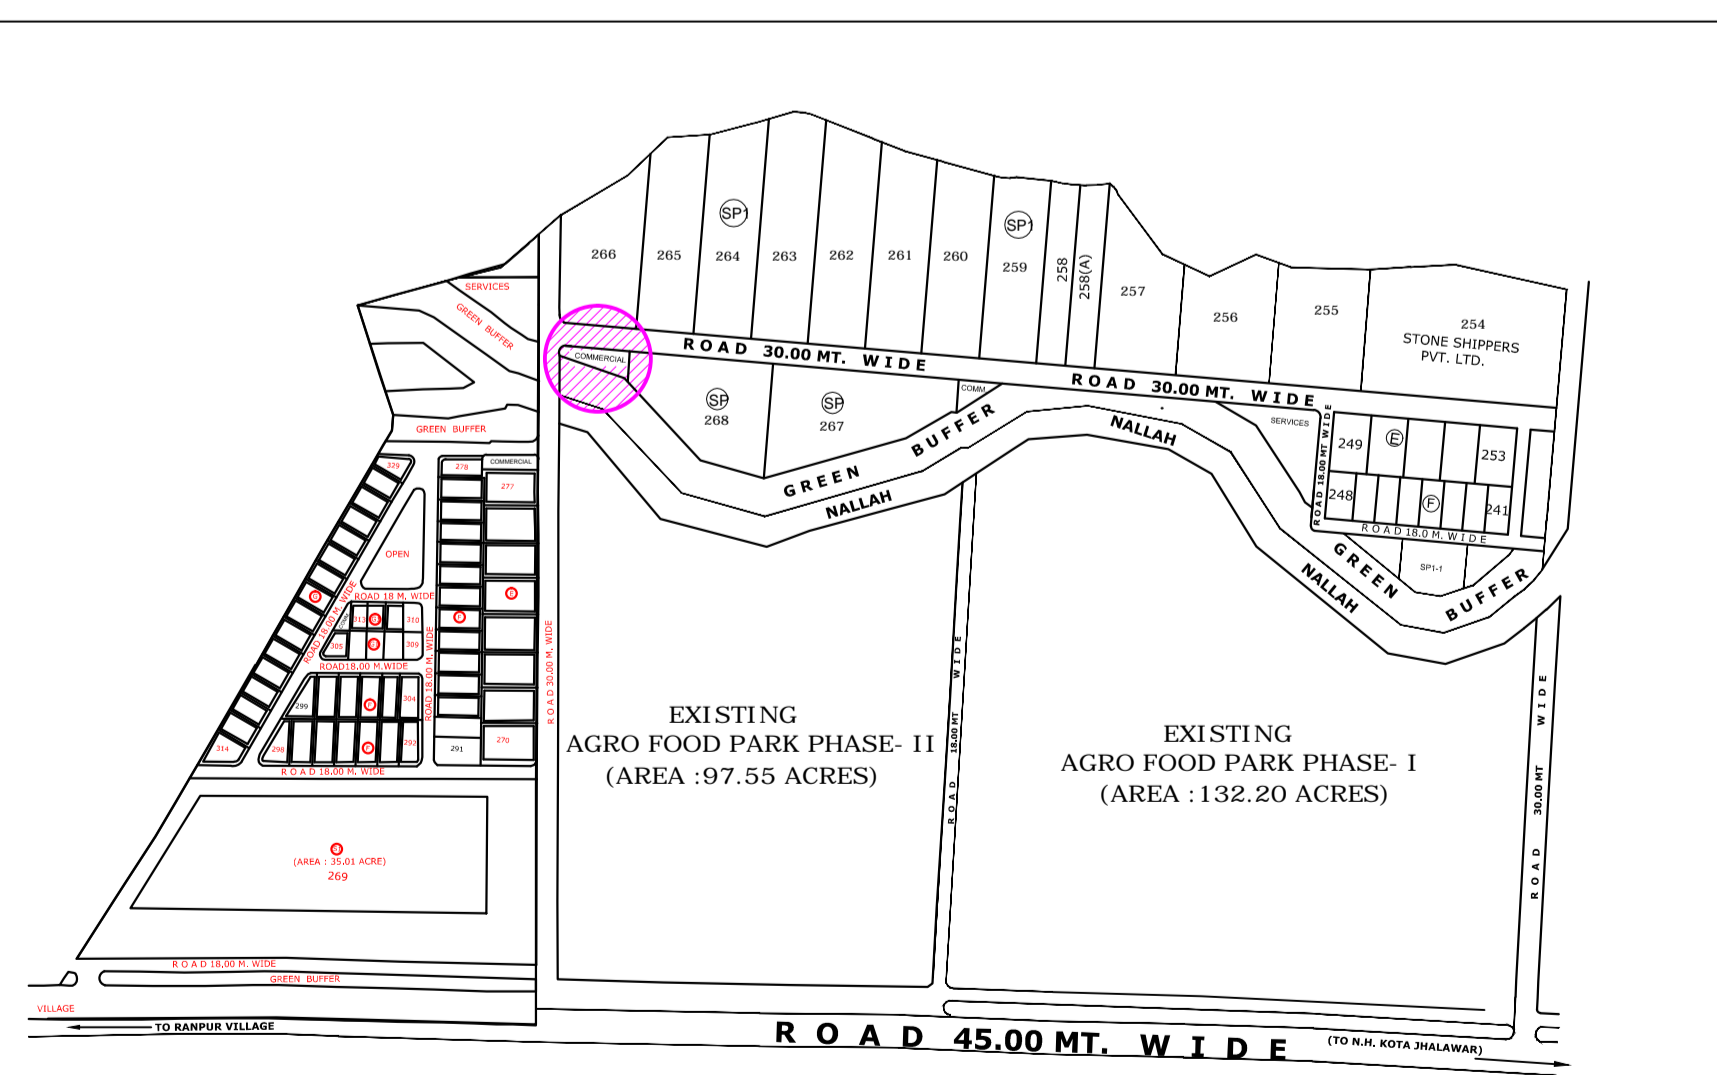 SP1
SP1
266
265
264
263
262
261
260
259
258
258(A)
257
256
255
254
STONE SHIPPERS
PVT. LTD.
SERVICES
GREEN BUFFER
COMMERCIAL
ROAD 30.00 MT. WIDE
ROAD 30.00 MT. WIDE
SP
268
SP
267
COMM.
GREEN BUFFER
NALLAH
NALLAH
SERVICES
ROAD 18.00 MT WIDE
249
E
253
248
F
241
ROAD 18.0 M. WIDE
SP1-1
GREEN BUFFER
NALLAH
GREEN BUFFER
329
278
COMMERCIAL
277
OPEN
G
ROAD 18.00 M. WIDE
ROAD 18 M. WIDE
COMM.
313
G
310
305
G
309
ROAD18.00 M.WIDE
ROAD 18.00 M. WIDE
F
F
ROAD 30.00 M. WIDE
299
F
304
314
298
F
292
291
270
ROAD 18.00 M. WIDE
(AREA : 35.01 ACRE)
269
EXISTING
AGRO FOOD PARK PHASE- II
(AREA :97.55 ACRES)
ROAD 18.00 MT WIDE
EXISTING
AGRO FOOD PARK PHASE- I
(AREA :132.20 ACRES)
ROAD 30.00 MT WIDE
ROAD 18.00 M. WIDE
GREEN BUFFER
VILLAGE
TO RANPUR VILLAGE
ROAD 45.00 MT. WIDE
(TO N.H. KOTA JHALAWAR)